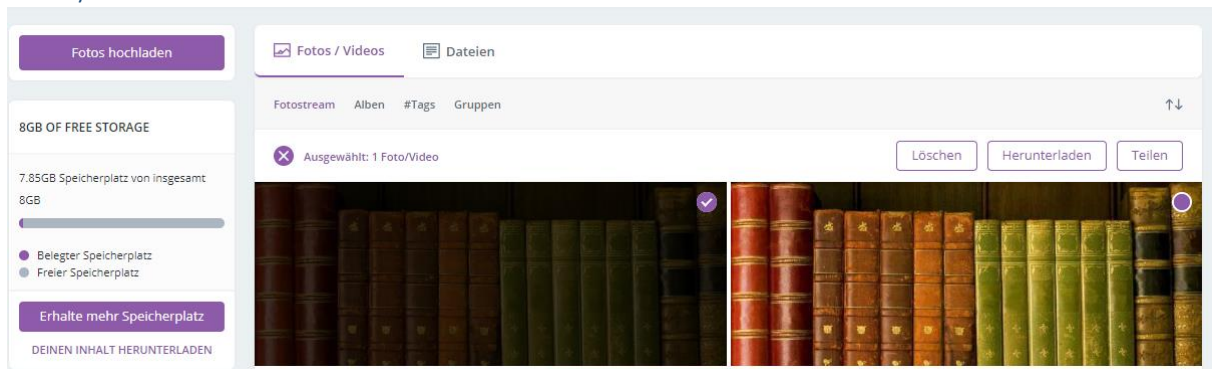 Fotos hochladen
Fotos / Videos
Dateien
Fotostream Alben #Tags Gruppen
8GB OF FREE STORAGE
Ausgewählt: 1 Foto/Video
Löschen Herunterladen Teilen
7.85GB Speicherplatz von insgesamt
8GB
Belegter Speicherplatz
Freier Speicherplatz
Erhalte mehr Speicherplatz
DEINEN INHALT HERUNTERLADEN